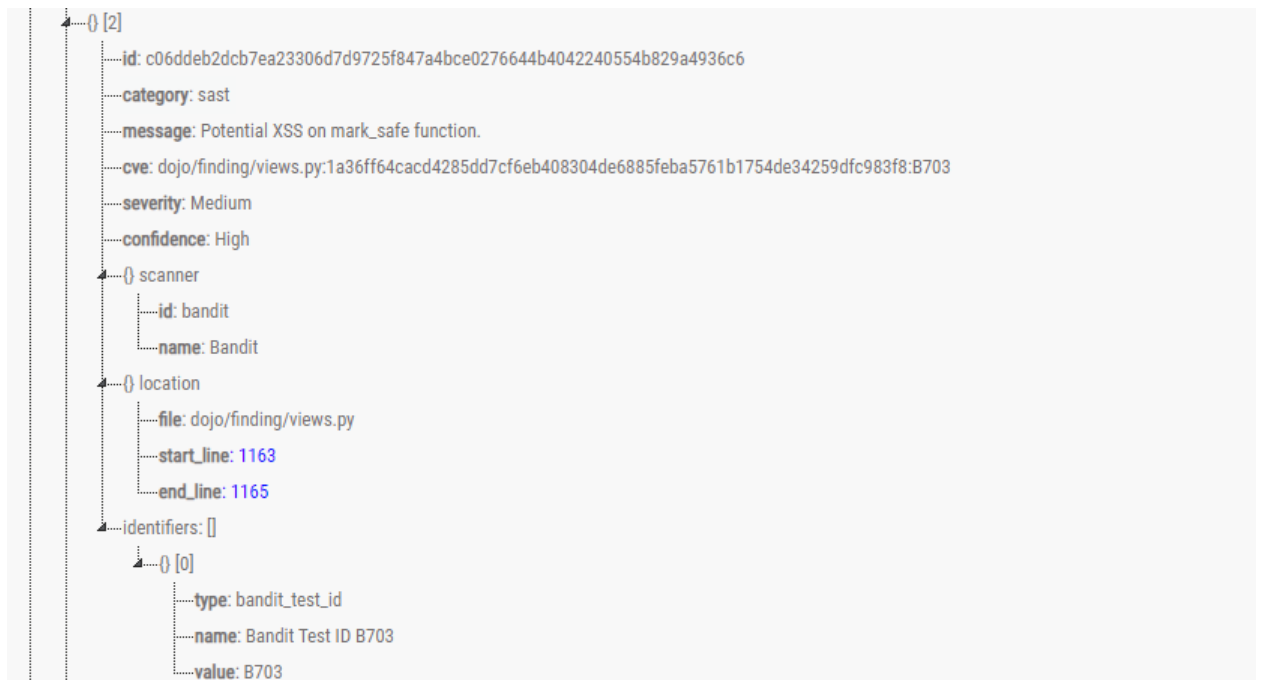 {} [2]
id: c06ddeb2dcb7ea23306d7d9725f847a4bce0276644b4042240554b829a4936c6
category: sast
message: Potential XSS on mark_safe function.
cve: dojo/finding/views.py:1a36ff64cacd4285dd7cf6eb408304de6885feba5761b1754de34259dfc983f8:B703
severity: Medium
confidence: High
{} scanner
id: bandit
name: Bandit
{} location
file: dojo/finding/views.py
start_line: 1163
end_line: 1165
identifiers: []
{} [0]
type: bandit_test_id
name: Bandit Test ID B703
value: B703